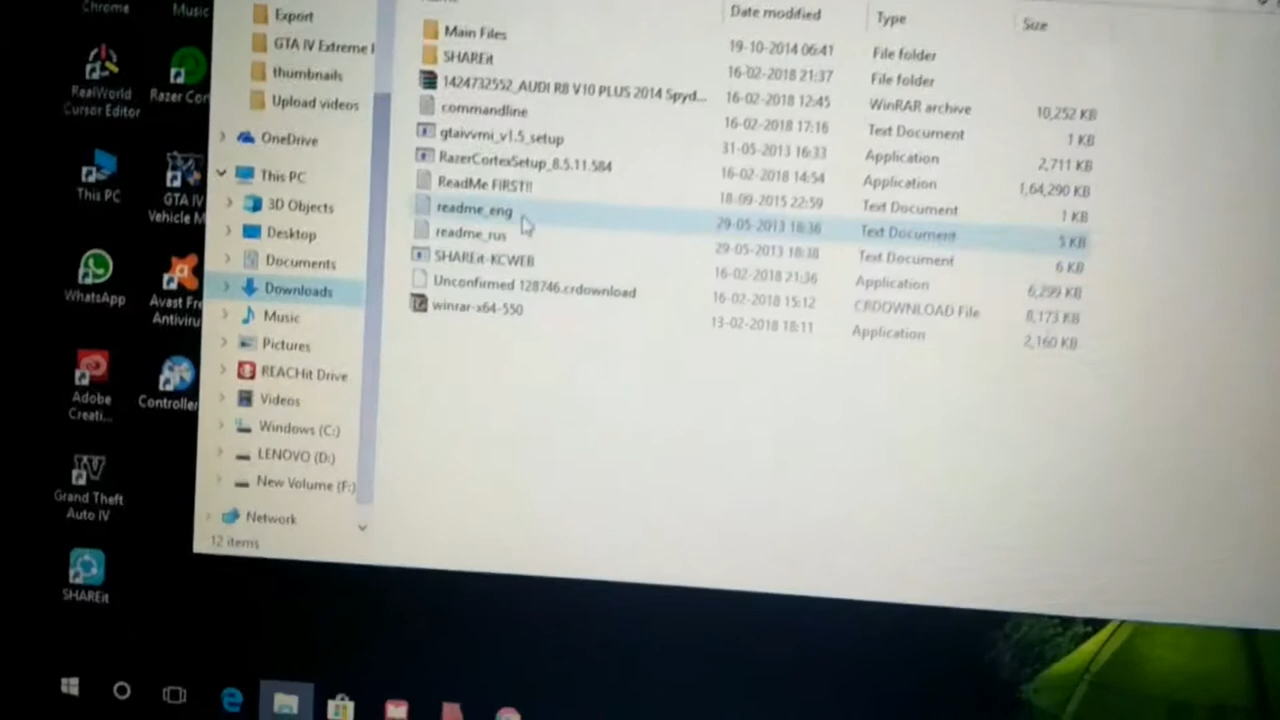 Chrome
Music
RealWorld
Cursor Editor
Razer Cor
This PC
GTA IV
Vehicle M
WhatsApp
Avast Fre
Antiviru
Adobe
Creati...
Controller
Grand Theft
Auto IV
SHAREit
Export
GTA IV Extreme
thumbnails
Upload videos
OneDrive
This PC
3D Objects
Desktop
Documents
Downloads
Music
Pictures
REACHit Drive
Videos
Windows (C:)
LENOVO (D:)
New Volume (F:)
Network
12 items
Date modified Type Size
Main Files 19-10-2014 06:41 File folder
SHAREit 16-02-2018 21:37 File folder
1424732552_AUDI R8 V10 PLUS 2014 Spyd... 16-02-2018 12:45 WinRAR archive 10,252 KB
commandline 16-02-2018 17:16 Text Document 1 KB
gtaivvmi_v1.5_setup 31-05-2013 16:33 Application 2,711 KB
RazerCortexSetup_8.5.11.584 16-02-2018 14:54 Application 1,64,290 KB
ReadMe FIRST!! 18-09-2015 22:59 Text Document 1 KB
readme_eng 29-05-2013 18:36 Text Document 5 KB
readme_rus 29-05-2013 18:38 Text Document 6 KB
SHAREit-KCWEB 16-02-2018 21:36 Application 6,299 KB
Unconfirmed 128746.crdownload 16-02-2018 15:12 CRDOWNLOAD File 8,173 KB
winrar-x64-550 13-02-2018 18:11 Application 2,160 KB